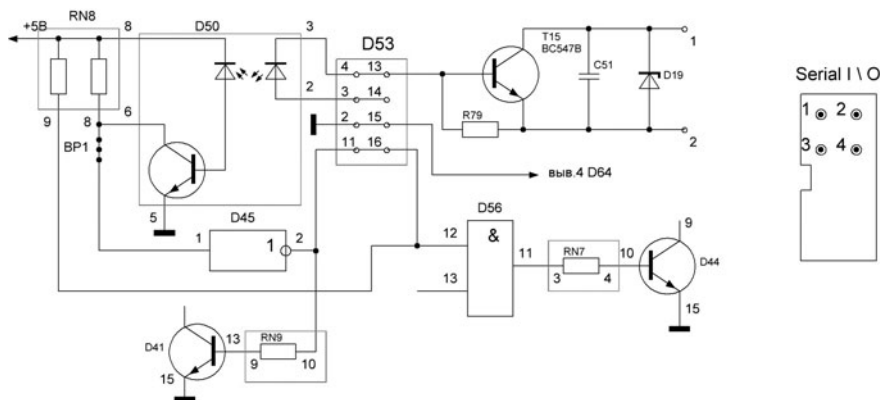 RN8
+5В
8
D50
3
D53
T15
BC547B
1
C51
D19
4 13
2
3 14
2 15
11 16
R79
2
выв.4 D64
Serial I \ O
1 2
3 4
9
8
6
BP1
5
D45
1
1
2
D56
&
12
13
11
RN7
3 4
10
9
D44
15
D41
13
15
RN9
9 10